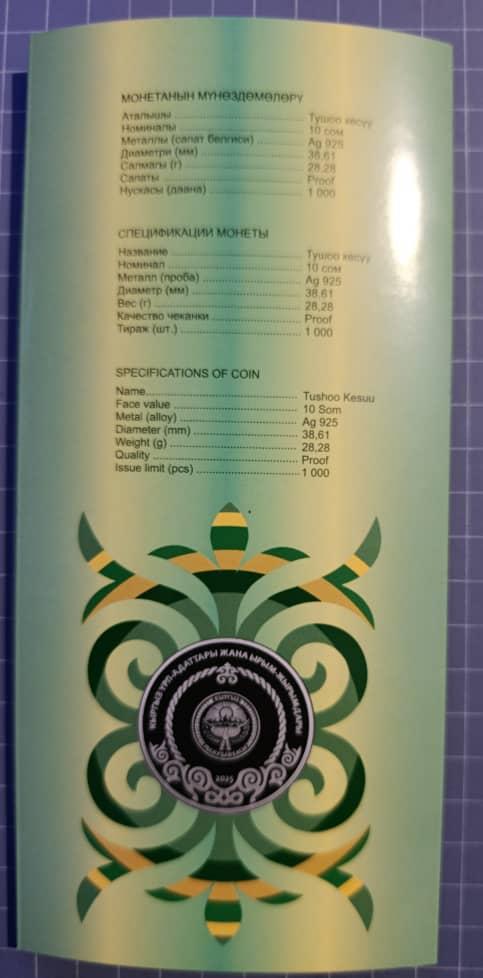 МОНЕТАНЫН МҮНӨЗДӨМӨЛӨРҮ
Аталышы ........ Тушоо кесүү
Номиналы ........ 10 сом
Металлы (сапат белгиси) ........ Ag 925
Диаметри (мм) ........ 38,61
Салмагы (г) ........ 28,28
Сапаты ........ Proof
Нускасы (даана) ........ 1 000
СПЕЦИФИКАЦИИ МОНЕТЫ
Название ........ Тушоо кесүү
Номинал ........ 10 сом
Металл (проба) ........ Ag 925
Диаметр (мм) ........ 38,61
Вес (г) ........ 28,28
Качество чеканки ........ Proof
Тираж (шт.) ........ 1 000
SPECIFICATIONS OF COIN
Name ........ Tushoo Kesuu
Face value ........ 10 Som
Metal (alloy) ........ Ag 925
Diameter (mm) ........ 38,61
Weight (g) ........ 28,28
Quality ........ Proof
Issue limit (pcs) ........ 1 000
КЫРГЫЗ ҮРП-АДАТТАРЫ ЖАНА ЫРЫМ-ЖЫРЫМДАРЫ
КЫРГЫЗ
2025